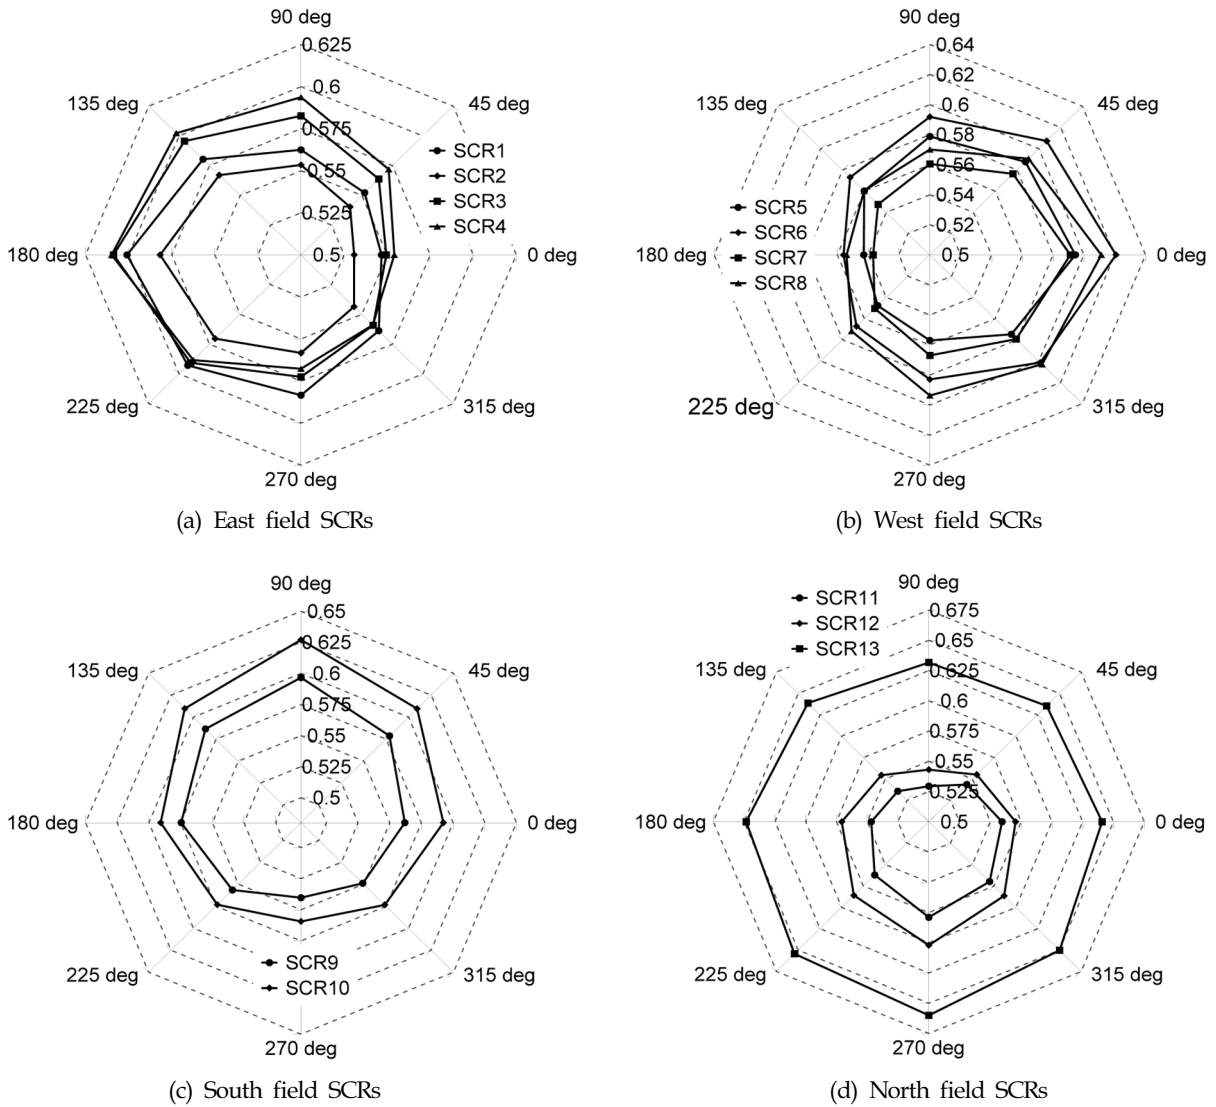 90 deg
0.625
0.6
0.575
0.55
0.525
0.5
45 deg
135 deg
SCR1
SCR2
SCR3
SCR4
180 deg
0 deg
225 deg
315 deg
270 deg
(a) East field SCRs
90 deg
0.64
0.62
0.6
0.58
0.56
0.54
0.52
0.5
135 deg
45 deg
SCR5
SCR6
SCR7
SCR8
180 deg
0 deg
225 deg
315 deg
270 deg
(b) West field SCRs
90 deg
0.65
0.625
0.6
0.575
0.55
0.525
0.5
135 deg
45 deg
180 deg
0 deg
225 deg
315 deg
SCR9
SCR10
270 deg
(c) South field SCRs
90 deg
SCR11
SCR12
SCR13
0.675
0.65
0.625
0.6
0.575
0.55
0.525
0.5
135 deg
45 deg
180 deg
0 deg
225 deg
315 deg
270 deg
(d) North field SCRs